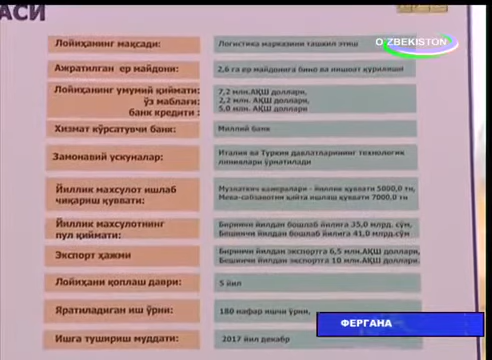 АСИ
O'ZBEKISTON
Лойиҳанинг мақсади: Логистика марказини ташкил этиш
Ажратилган ер майдони: 2,6 га ер майдонига бино ва иншоат қурилиши
Лойиҳанинг умумий қиймати: 7,2 млн.АҚШ доллари,
ўз маблағи: 2,2 млн. АҚШ доллари,
банк кредити : 5,0 млн. АҚШ доллари
Хизмат кўрсатувчи банк: Миллий банк
Замонавий ускуналар: Италия ва Туркия давлатларининг технологик
линиялари ўрнатилади
Йиллик махсулот ишлаб Музлаткич камералари - йиллик қуввати 5000,0 тн,
чиқариш қуввати: Мева-сабзавотни қайта ишлаш қуввати 7000,0 тн.
Йиллик махсулотнинг Биринчи йилдан бошлаб йилига 35,0 млрд. сўм,
пул қиймати: Бешинчи йилдан бошлаб йилига 41,0 млрд.сўм
Экспорт ҳажми Биринчи йилдан экспортга 6,5 млн.АҚШ доллари,
Бешинчи йилдан экспортга 10 млн.АҚШ доллари.
Лойиҳани қоплаш даври: 5 йил
Яратиладиган иш ўрни: 180 нафар ишчи ўрни,
Ишга тушириш муддати: 2017 йил декабр
ФЕРГАНА